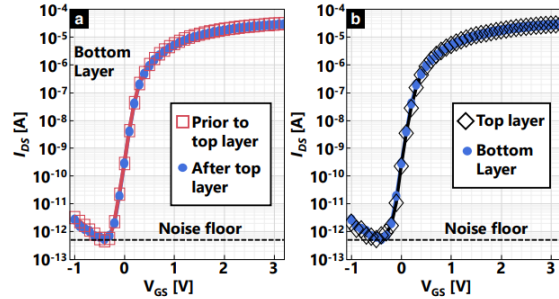 a
Bottom
Layer
Prior to
top layer
After top
layer
Noise floor
I_DS [A]
10^-4
10^-5
10^-6
10^-7
10^-8
10^-9
10^-10
10^-11
10^-12
10^-13
-1 0 1 2 3
V_GS [V]
b
Top layer
Bottom
Layer
Noise floor
I_DS [A]
10^-4
10^-5
10^-6
10^-7
10^-8
10^-9
10^-10
10^-11
10^-12
10^-13
-1 0 1 2 3
V_GS [V]